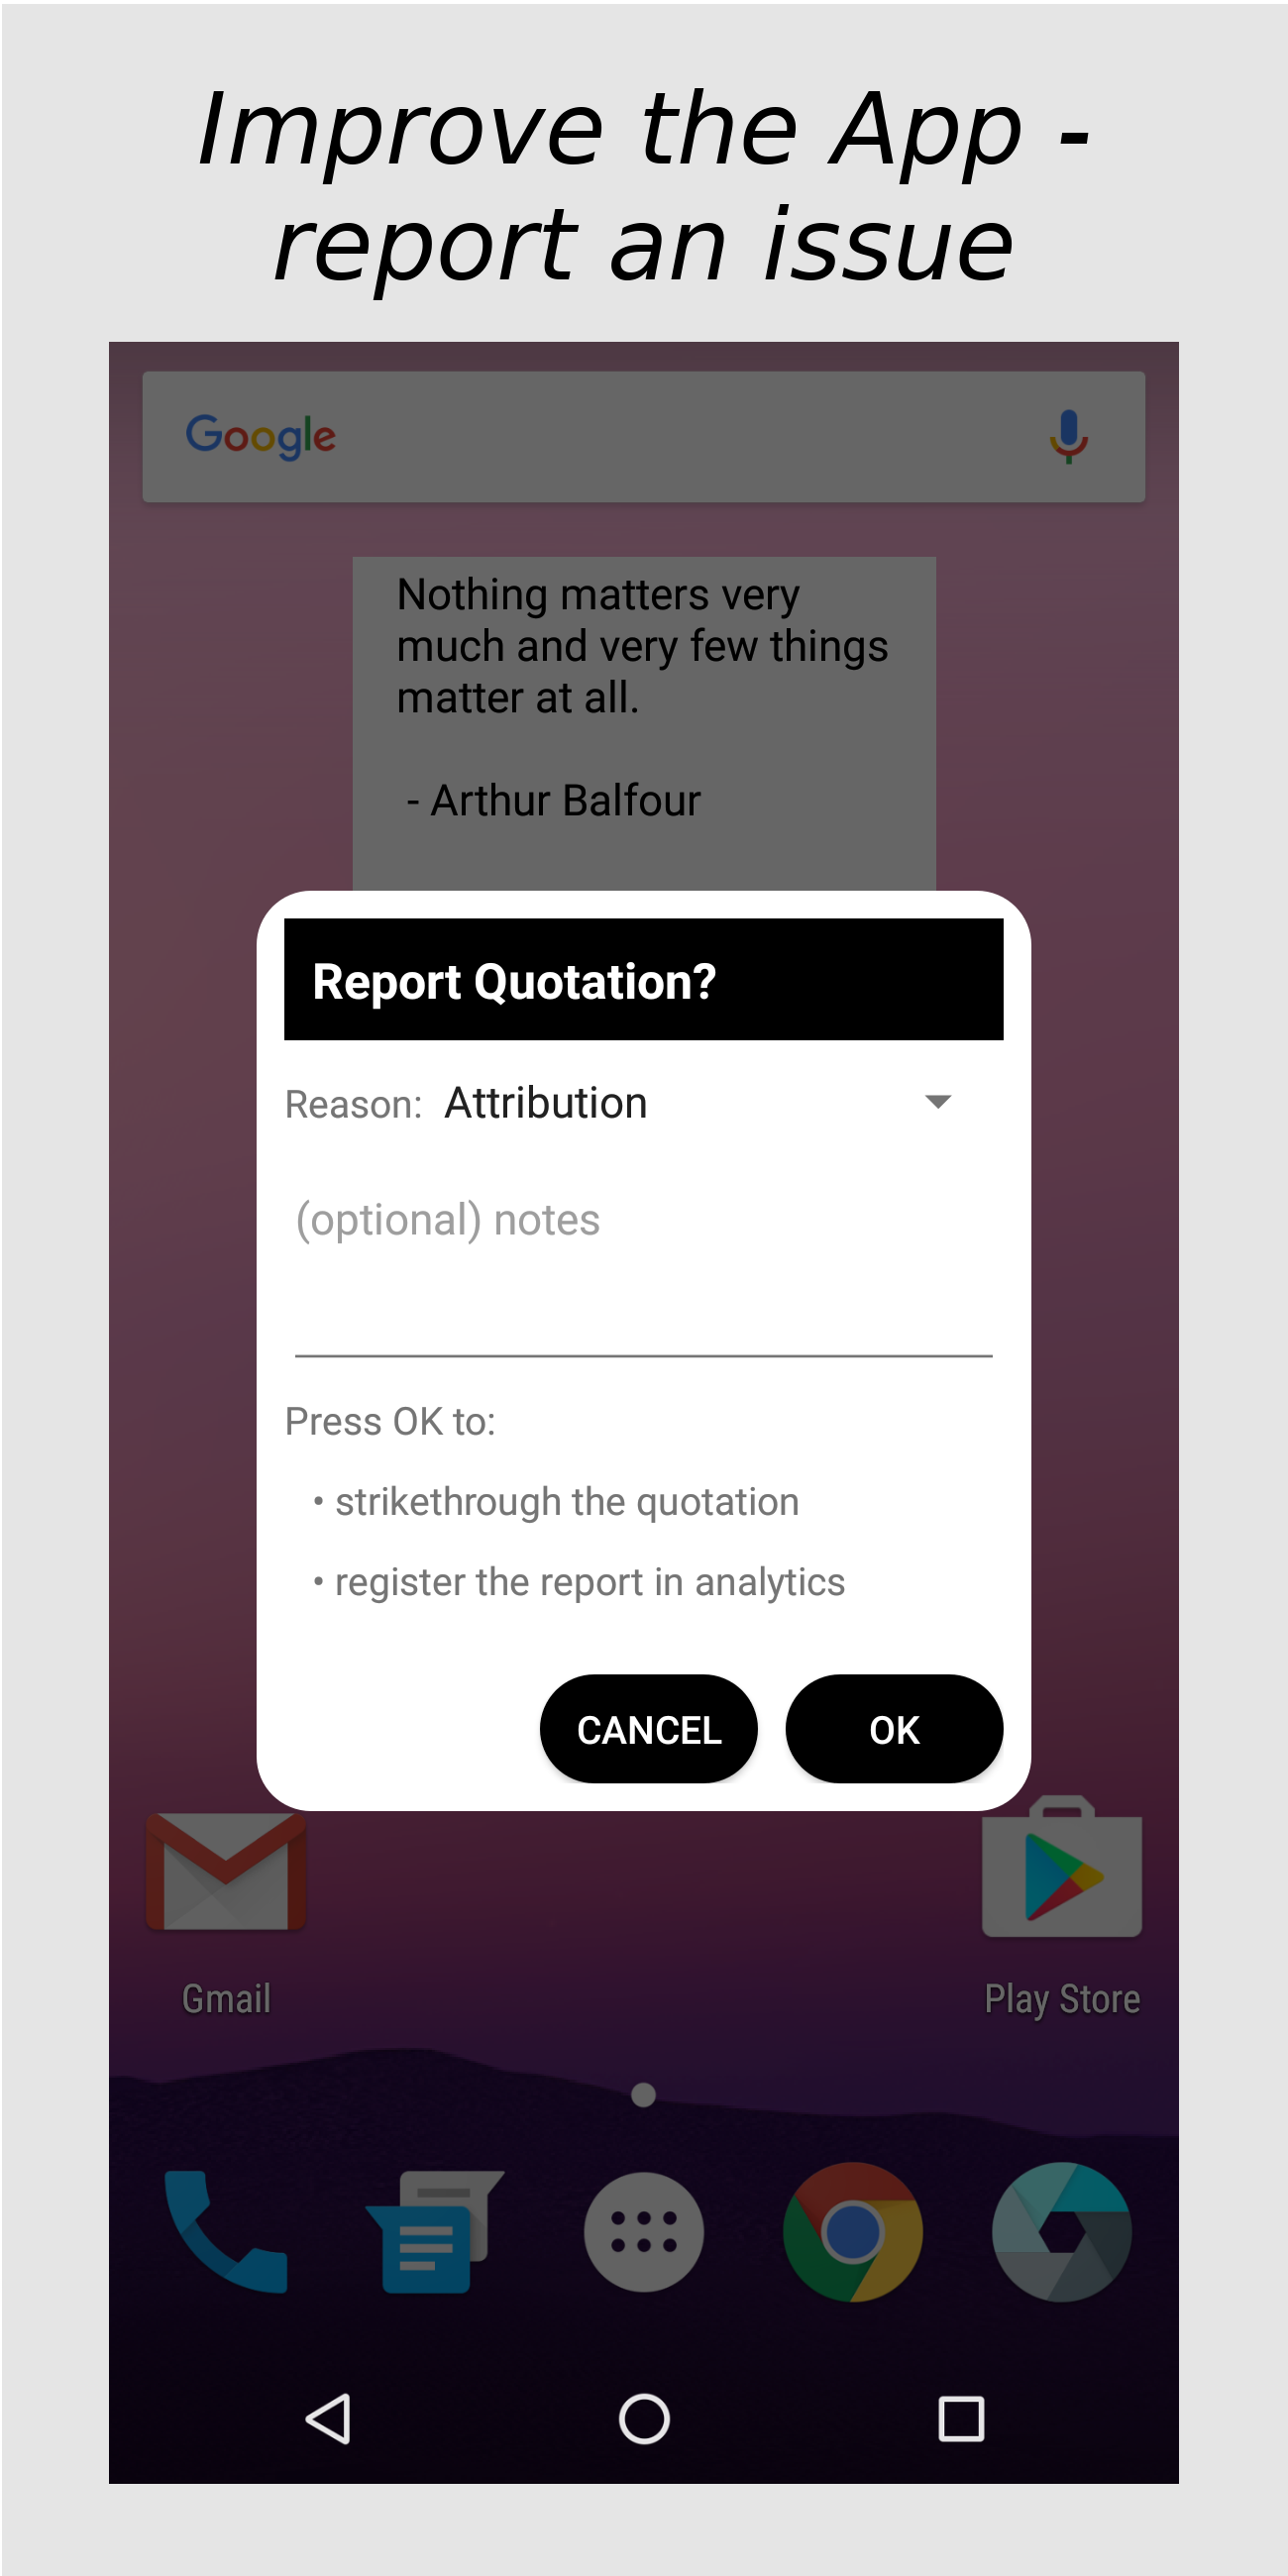 Improve the App -
report an issue
Google
Nothing matters very
much and very few things
matter at all.
- Arthur Balfour
Report Quotation?
Reason: Attribution
(optional) notes
Press OK to:
• strikethrough the quotation
• register the report in analytics
CANCEL OK
Gmail Play Store